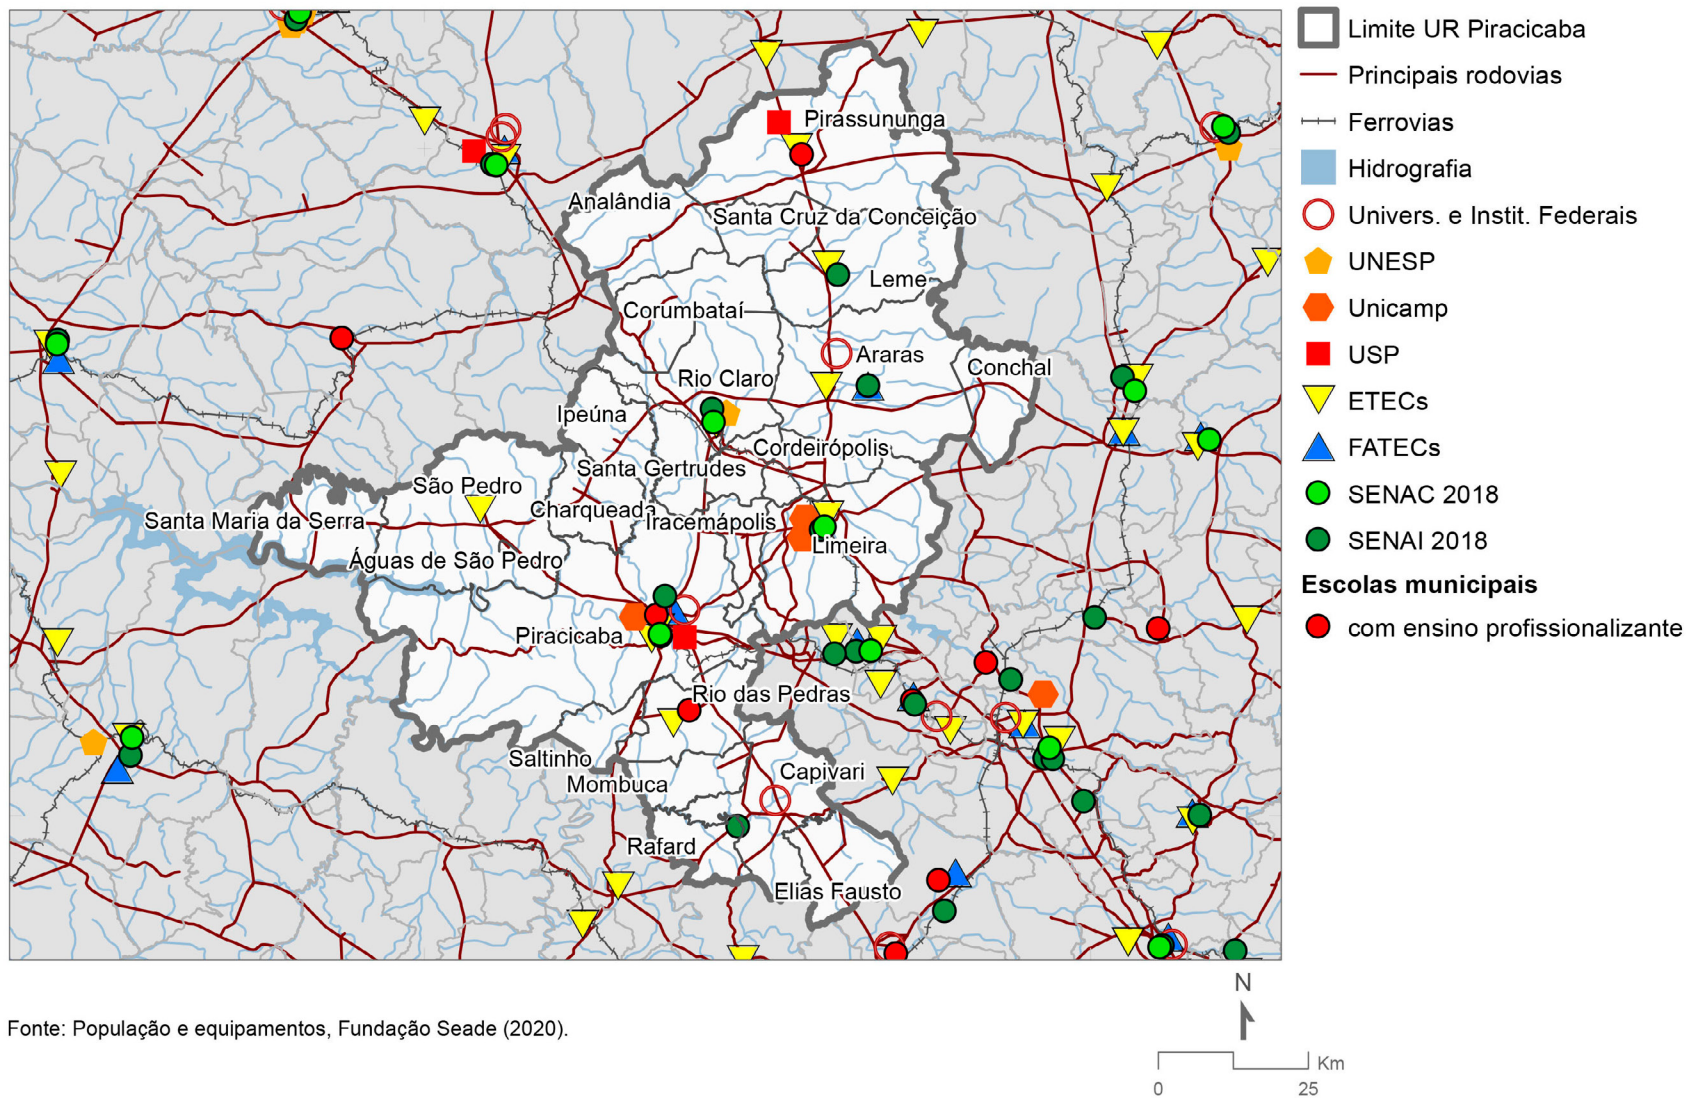 Limite UR Piracicaba
Principais rodovias
Ferrovias
Hidrografia
Univers. e Instit. Federais
UNESP
Unicamp
USP
ETECs
FATECs
SENAC 2018
SENAI 2018
Escolas municipais
com ensino profissionalizante
Pirassununga
Analândia
Santa Cruz da Conceição
Leme
Corumbataí
Araras
Conchal
Rio Claro
Ipeúna
Cordeirópolis
Santa Gertrudes
São Pedro
Charqueada
Santa Maria da Serra
Iracemápolis
Limeira
Águas de São Pedro
Piracicaba
Rio das Pedras
Saltinho
Capivari
Mombuca
Rafard
Elias Fausto
N
Fonte: População e equipamentos, Fundação Seade (2020).
Km
0 25